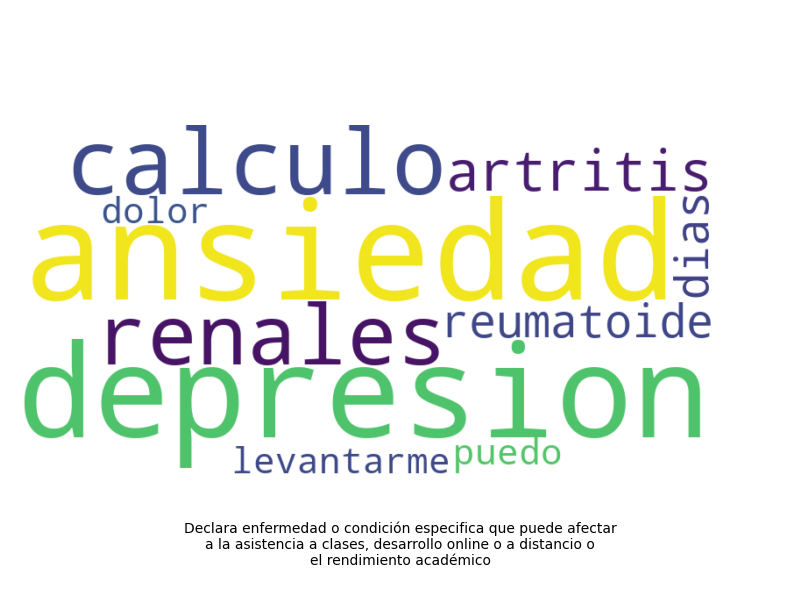 calculo
artritis
dolor
dias
ansiedad
renales
reumatoide
depresion
levantarme
puedo
Declara enfermedad o condición especifica que puede afectar
a la asistencia a clases, desarrollo online o a distancio o
el rendimiento académico